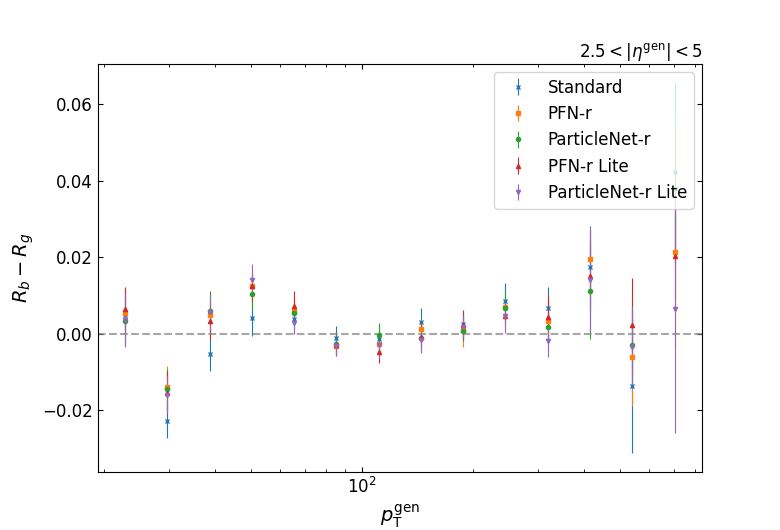 2.5 < |η^gen| < 5
Standard
PFN-r
ParticleNet-r
PFN-r Lite
ParticleNet-r Lite
0.06
0.04
0.02
0.00
−0.02
R_b − R_g
10^2
p_T^gen